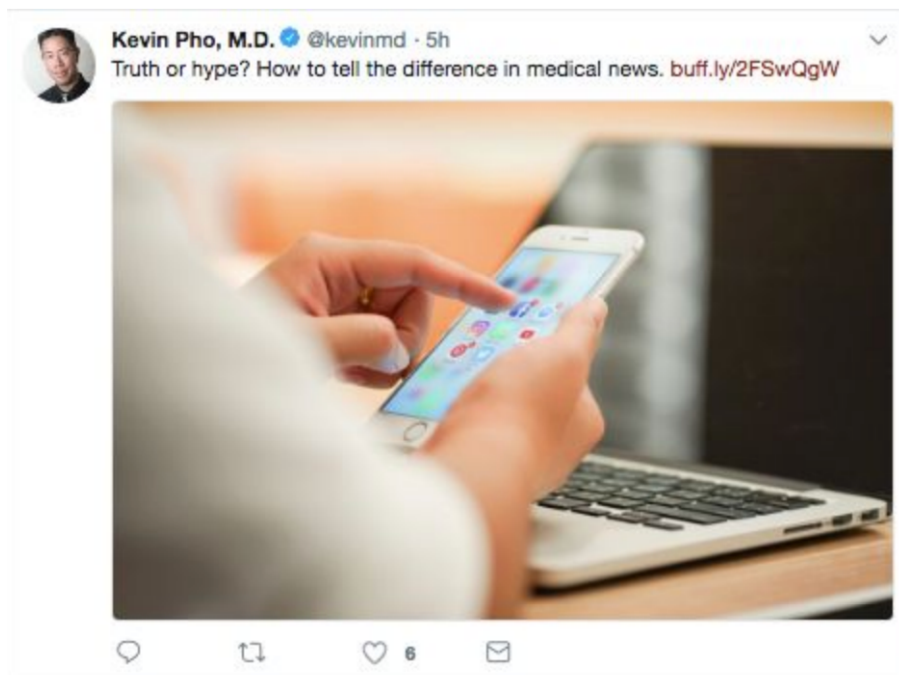 Kevin Pho, M.D. @kevinmd · 5h
Truth or hype? How to tell the difference in medical news. buff.ly/2FSwQgW
6